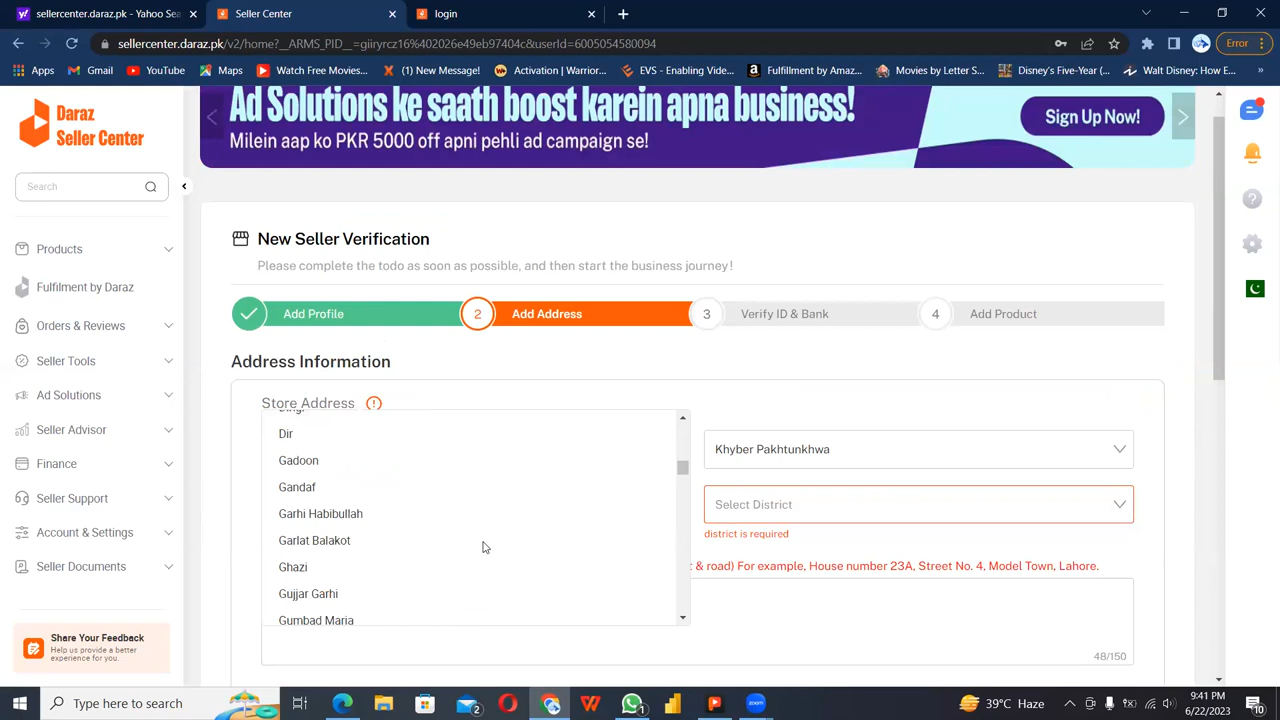 sellercenter.daraz.pk - Yahoo Sea
Seller Center
login
sellercenter.daraz.pk/v2/home?__ARMS_PID__=giiryrcz16%402026e49eb97404c&userId=6005054580094
Error
Apps
Gmail
YouTube
Maps
Watch Free Movies...
(1) New Message!
Activation | Warrior...
EVS - Enabling Vide...
Fulfillment by Amaz...
Movies by Letter S...
Disney's Five-Year (...
Walt Disney: How E...
Daraz
Seller Center
Ad Solutions ke saath boost karein apna business!
Milein aap ko PKR 5000 off apni pehli ad campaign se!
Sign Up Now!
Search
Products
Fulfilment by Daraz
Orders & Reviews
Seller Tools
Ad Solutions
Seller Advisor
Finance
Seller Support
Account & Settings
Seller Documents
Share Your Feedback
Help us provide a better
experience for you.
New Seller Verification
Please complete the todo as soon as possible, and then start the business journey!
Add Profile
2
Add Address
3
Verify ID & Bank
4
Add Product
Address Information
Store Address
Dir
Gadoon
Gandaf
Garhi Habibullah
Garlat Balakot
Ghazi
Gujjar Garhi
Gumbad Maria
Khyber Pakhtunkhwa
Select District
district is required
& road) For example, House number 23A, Street No. 4, Model Town, Lahore.
48/150
Type here to search
2
1
39°C Haze
9:41 PM
6/22/2023
10